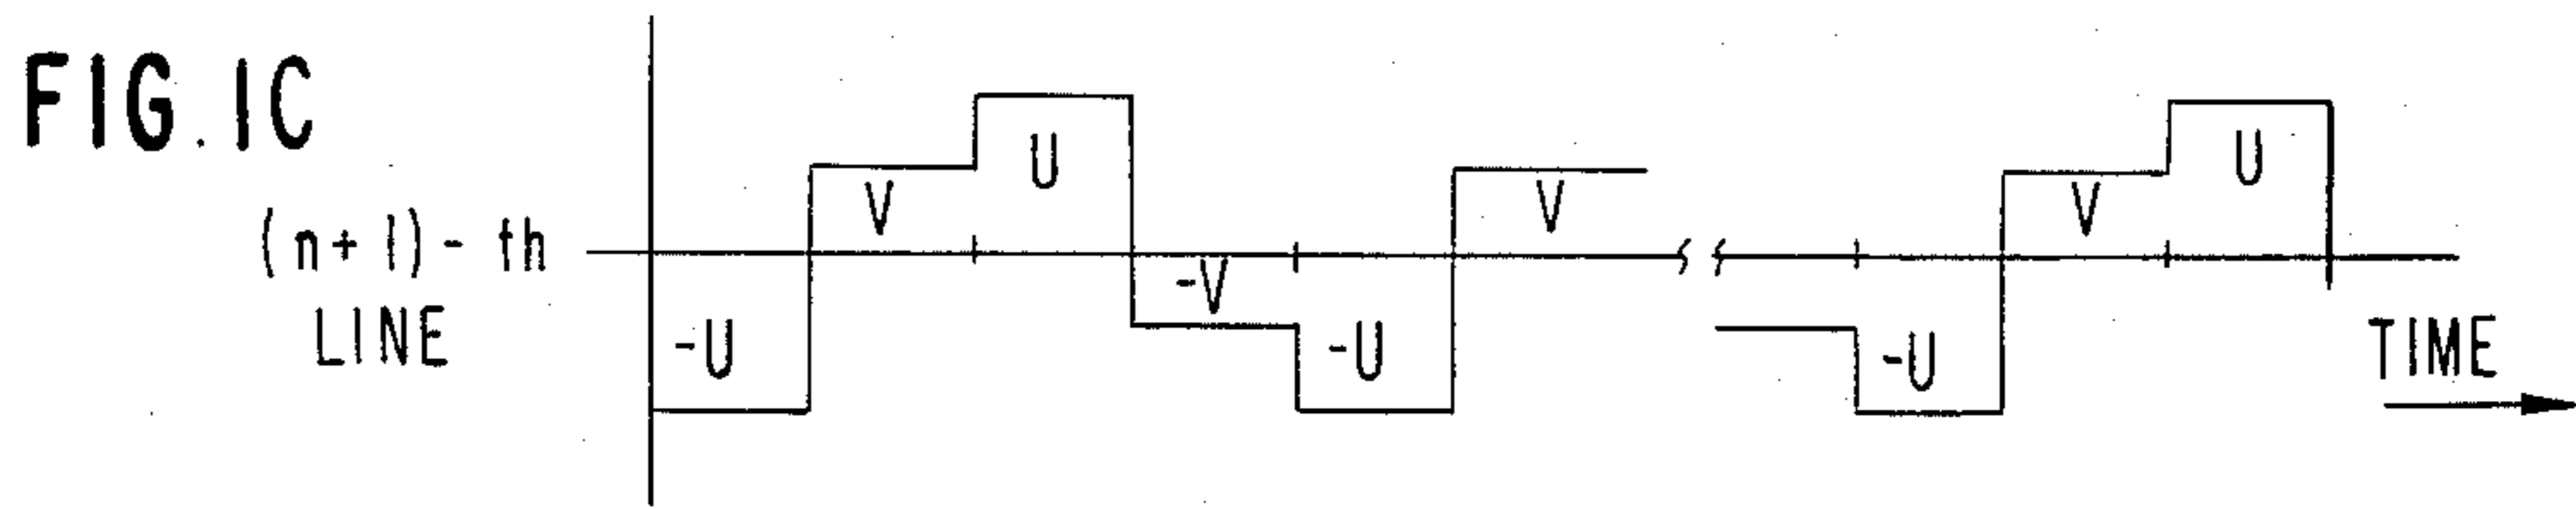 FIG. 1C
(n+1)-th
LINE
-U
V
U
-V
-U
V
-U
V
U
TIME